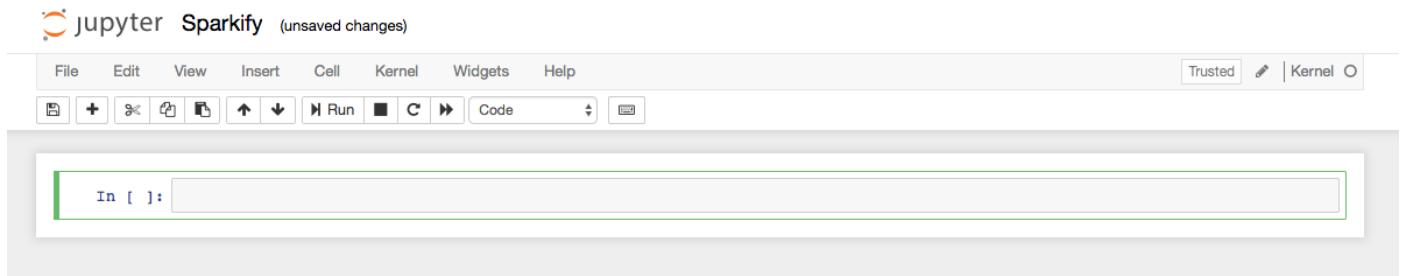 jupyter Sparkify (unsaved changes)
File Edit View Insert Cell Kernel Widgets Help Trusted Kernel
Run Code
In [ ]: